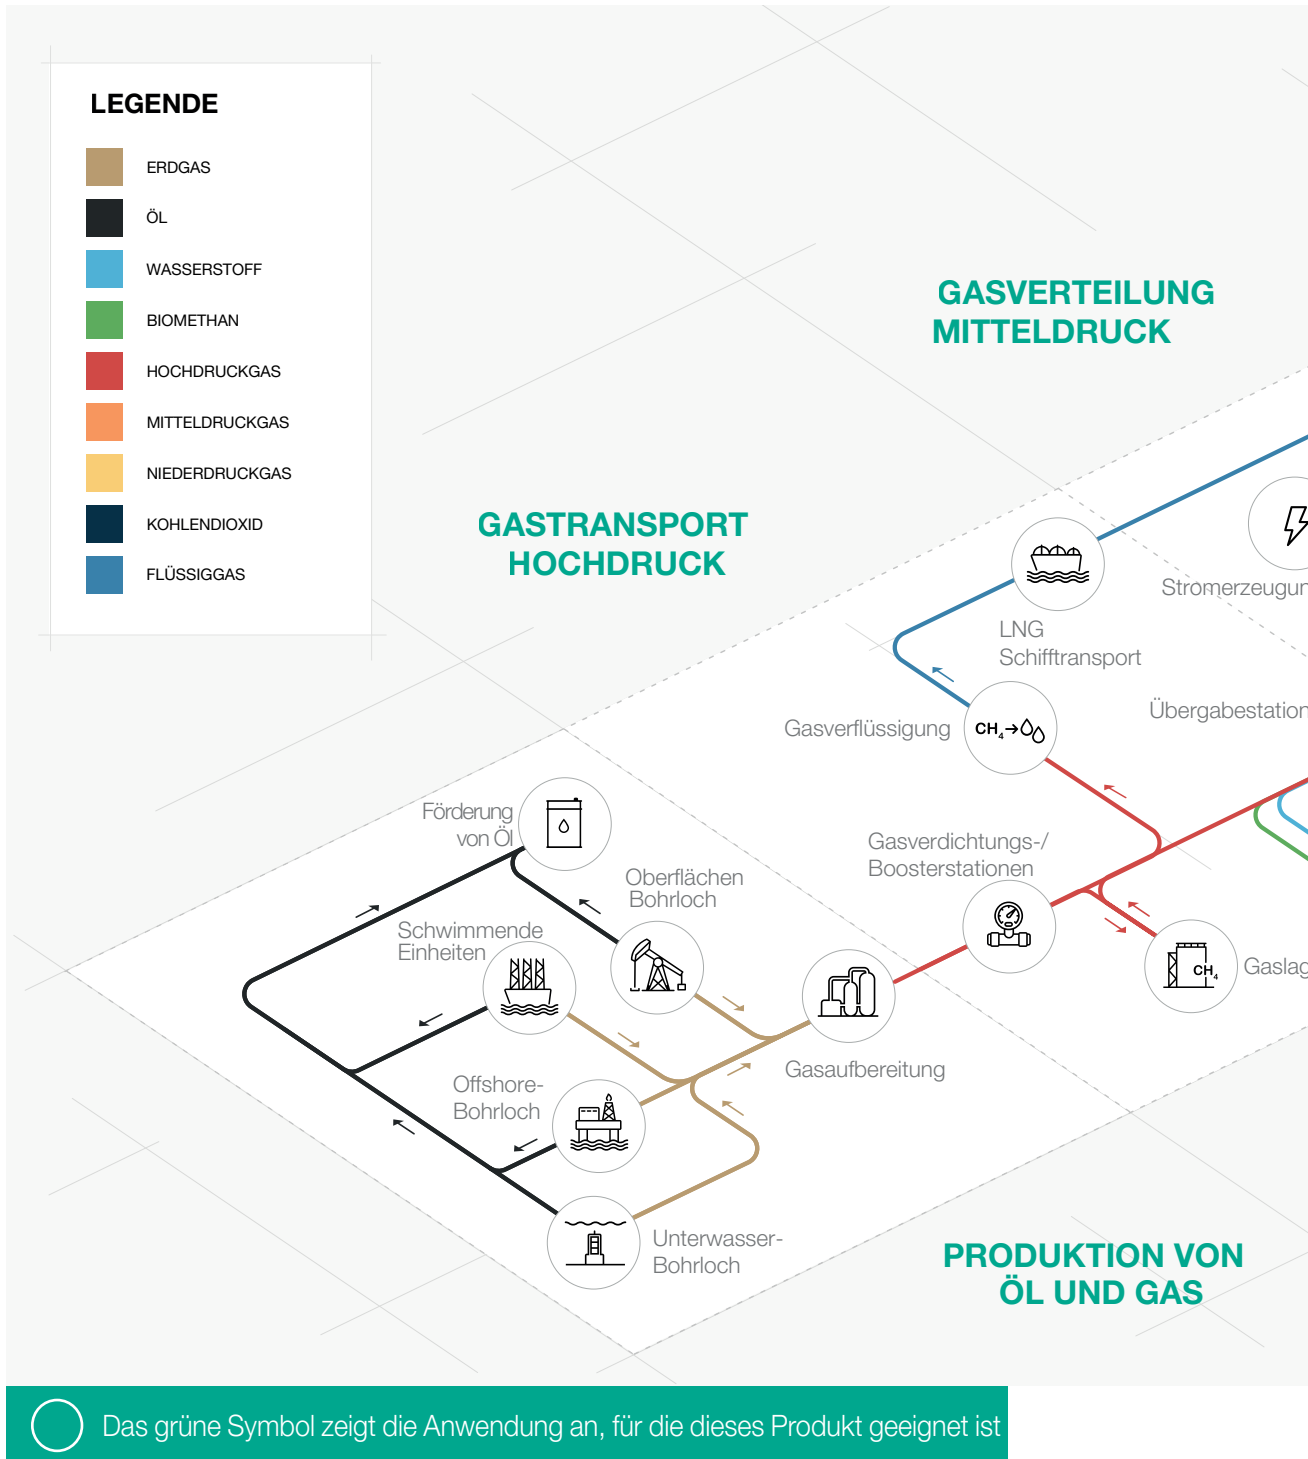 LEGENDE
ERDGAS
ÖL
WASSERSTOFF
BIOMETHAN
HOCHDRUCKGAS
MITTELDRUCKGAS
NIEDERDRUCKGAS
KOHLENDIOXID
FLÜSSIGGAS
GASVERTEILUNG
MITTELDRUCK
GASTRANSPORT
HOCHDRUCK
Stromerzeugun
LNG
Schifftransport
Übergabestation
Gasverflüssigung
CH₄→
Förderung
von Öl
Gasverdichtungs-/
Boosterstationen
Oberflächen
Bohrloch
Schwimmende
Einheiten
CH₄
Gaslag
Gasaufbereitung
Offshore-
Bohrloch
Unterwasser-
Bohrloch
PRODUKTION VON
ÖL UND GAS
Das grüne Symbol zeigt die Anwendung an, für die dieses Produkt geeignet ist